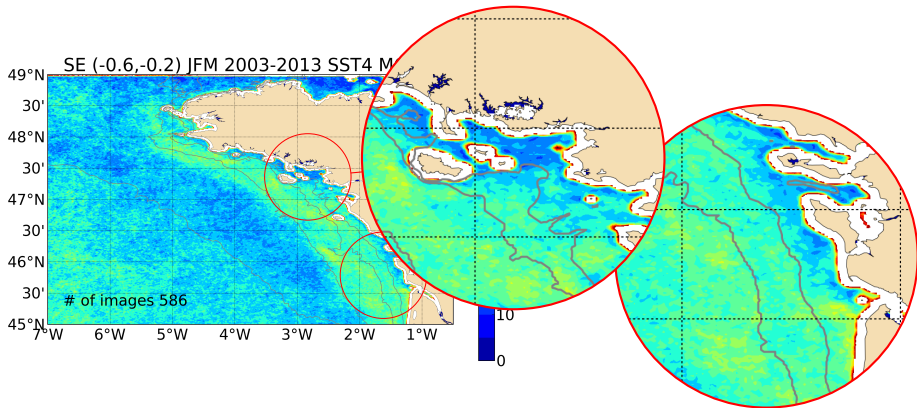 SE (-0.6,-0.2) JFM 2003-2013 SST4 M
49°N
30'
48°N
30'
47°N
30'
46°N
30'
45°N
# of images 586
7°W 6°W 5°W 4°W 3°W 2°W 1°W
10
0